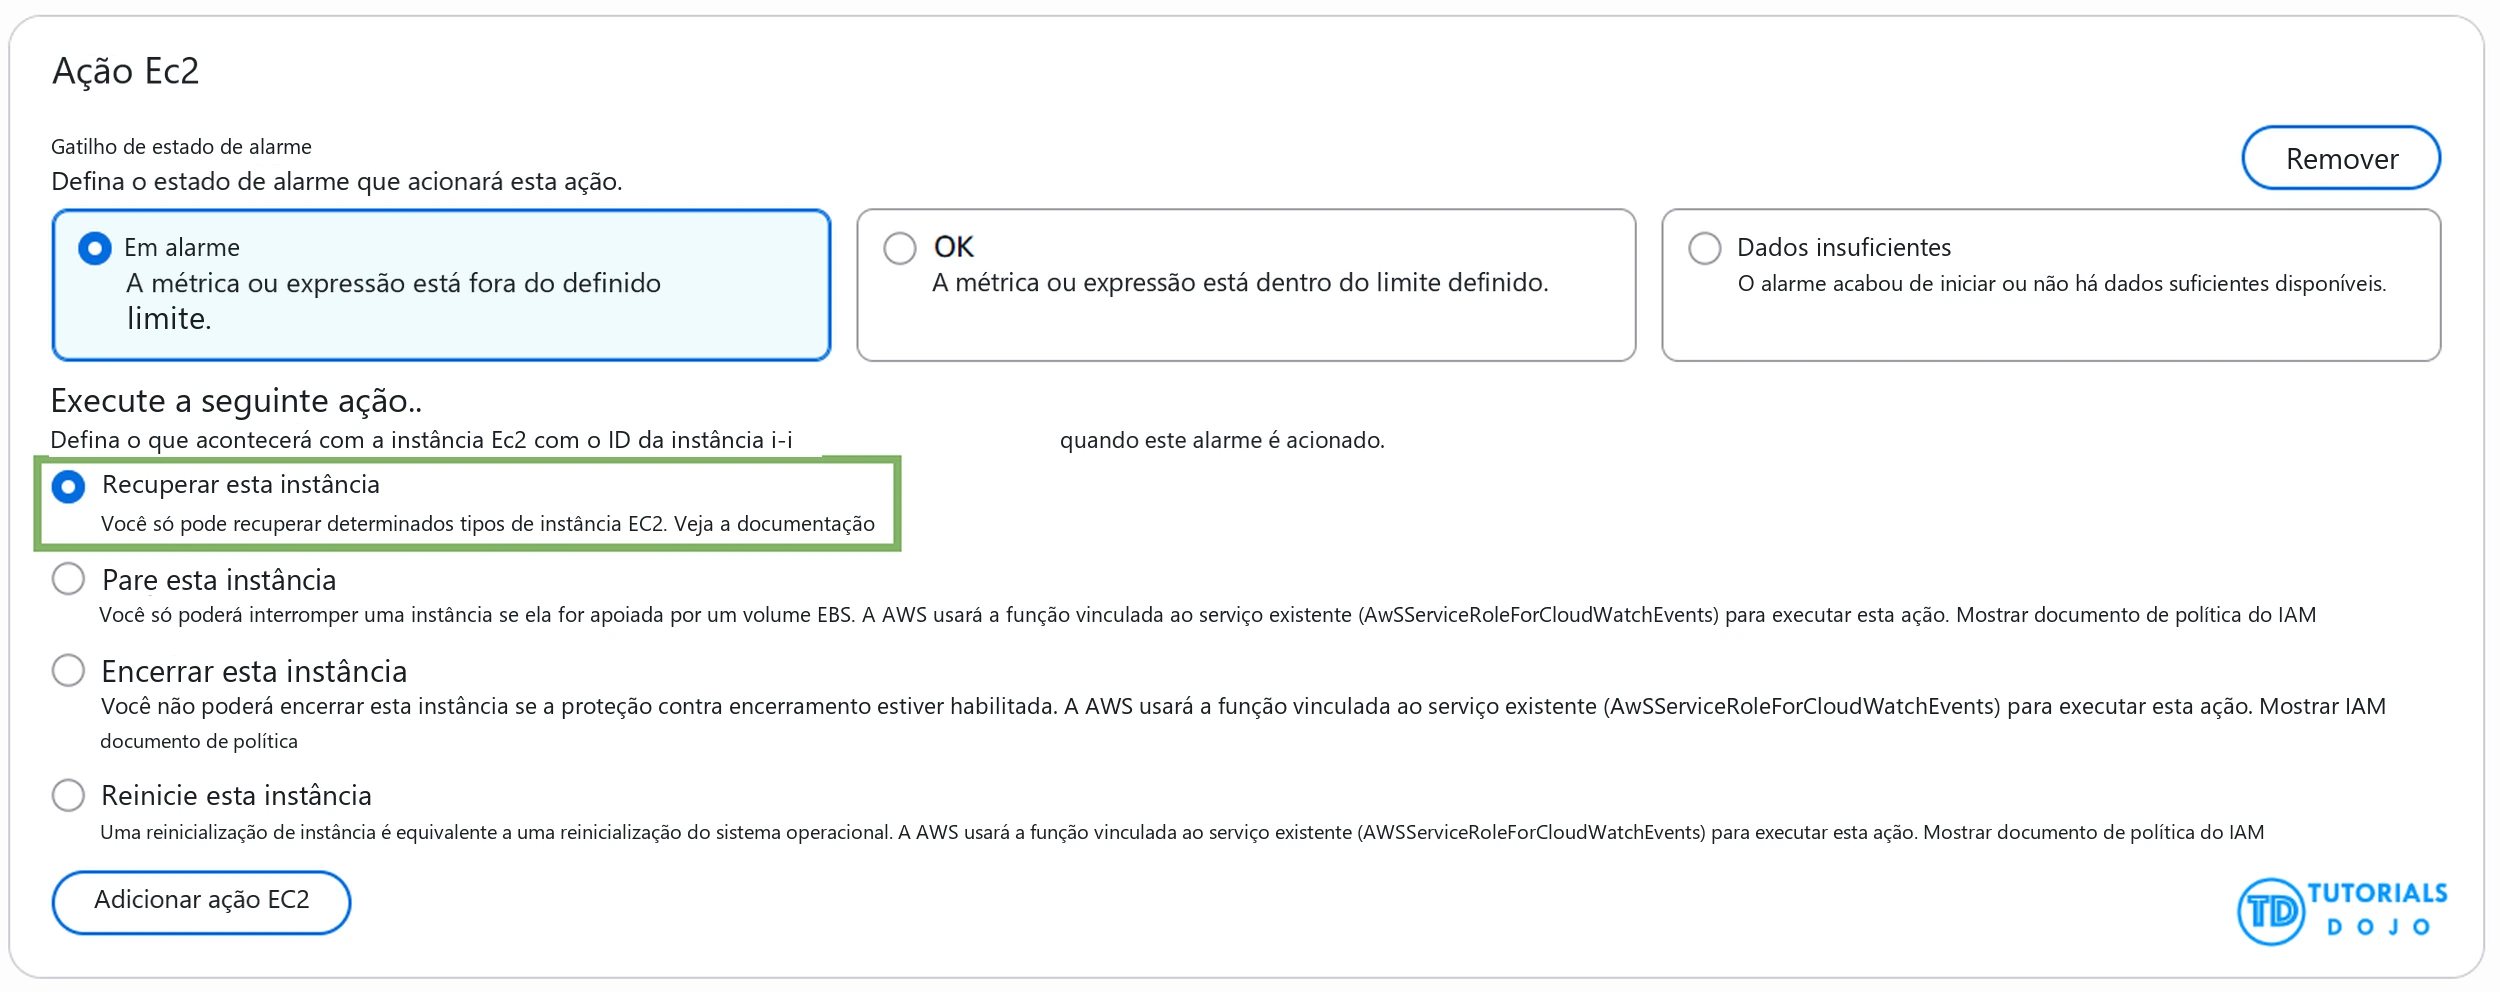 Ação Ec2
Gatilho de estado de alarme
Defina o estado de alarme que acionará esta ação.
Remover
Em alarme
A métrica ou expressão está fora do definido
limite.
OK
A métrica ou expressão está dentro do limite definido.
Dados insuficientes
O alarme acabou de iniciar ou não há dados suficientes disponíveis.
Execute a seguinte ação..
Defina o que acontecerá com a instância Ec2 com o ID da instância i-i quando este alarme é acionado.
Recuperar esta instância
Você só pode recuperar determinados tipos de instância EC2. Veja a documentação
Pare esta instância
Você só poderá interromper uma instância se ela for apoiada por um volume EBS. A AWS usará a função vinculada ao serviço existente (AwSServiceRoleForCloudWatchEvents) para executar esta ação. Mostrar documento de política do IAM
Encerrar esta instância
Você não poderá encerrar esta instância se a proteção contra encerramento estiver habilitada. A AWS usará a função vinculada ao serviço existente (AwSServiceRoleForCloudWatchEvents) para executar esta ação. Mostrar IAM
documento de política
Reinicie esta instância
Uma reinicialização de instância é equivalente a uma reinicialização do sistema operacional. A AWS usará a função vinculada ao serviço existente (AWSServiceRoleForCloudWatchEvents) para executar esta ação. Mostrar documento de política do IAM
Adicionar ação EC2
TD TUTORIALS
DOJO